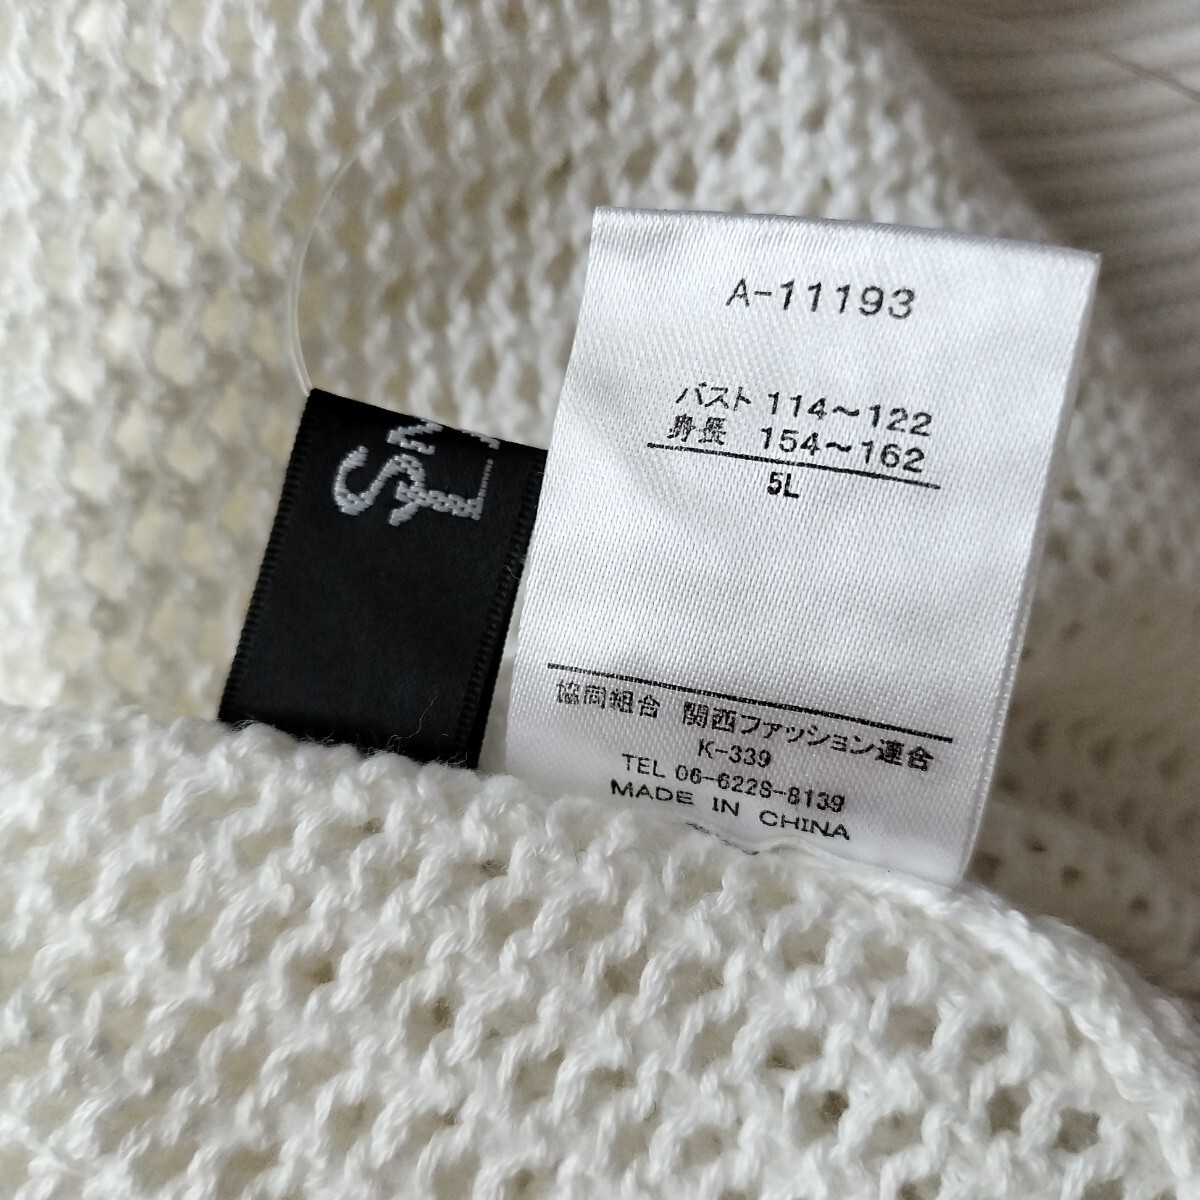 A-11193
バスト 114〜122
身長 154〜162
5L
協同組合 関西ファッション連合
K-339
TEL 06-6228-8139
MADE IN CHINA